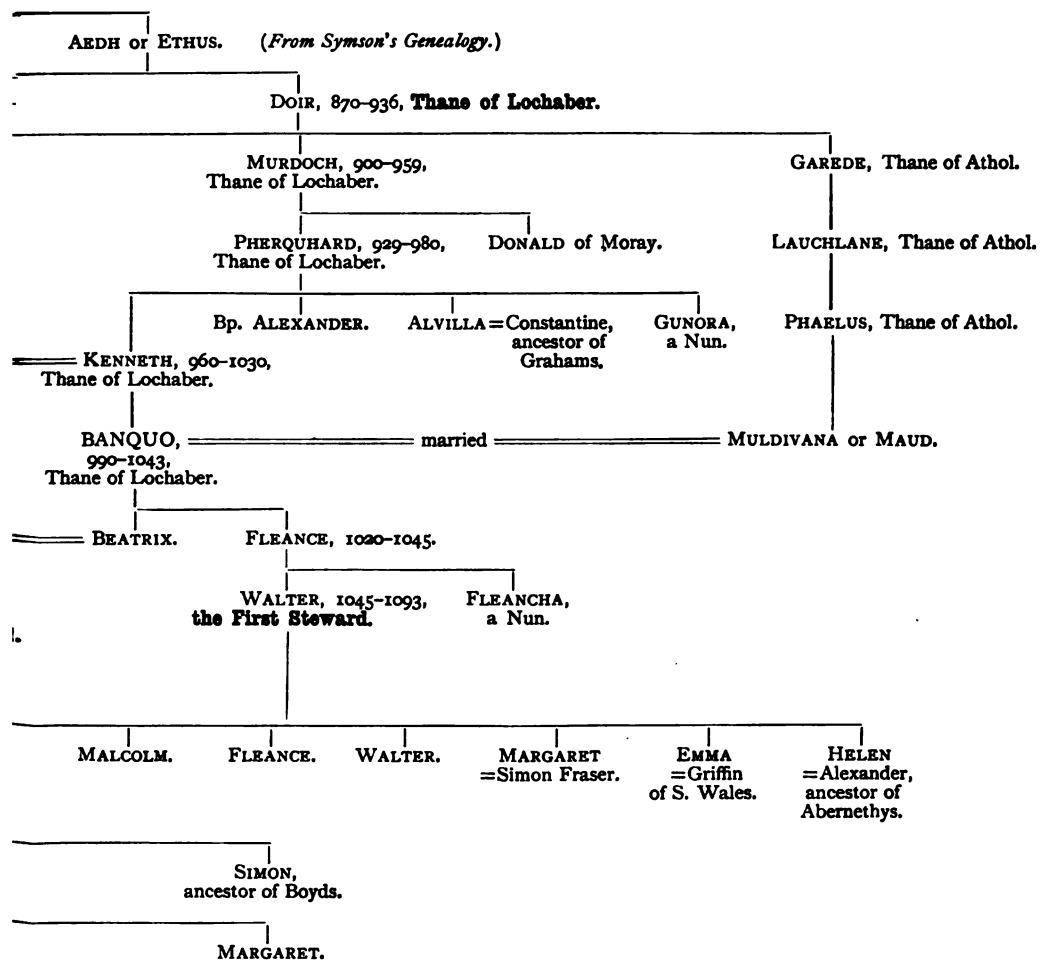 AEDH or ETHUS. (From Symson's Genealogy.)
DOIR, 870–936, Thane of Lochaber.
MURDOCH, 900–959, GAREDE, Thane of Athol.
Thane of Lochaber.
PHERQUHARD, 929–980, DONALD of Moray. LAUCHLANE, Thane of Athol.
Thane of Lochaber.
Bp. ALEXANDER. ALVILLA=Constantine, GUNORA, PHAELUS, Thane of Athol.
ancestor of a Nun.
Grahams.
KENNETH, 960–1030,
Thane of Lochaber.
BANQUO, married MULDIVANA or MAUD.
990–1043,
Thane of Lochaber.
BEATRIX. FLEANCE, 1020–1045.
WALTER, 1045–1093, FLEANCHA,
the First Steward. a Nun.
MALCOLM. FLEANCE. WALTER. MARGARET EMMA HELEN
=Simon Fraser. =Griffin =Alexander,
of S. Wales. ancestor of
Abernethys.
SIMON,
ancestor of Boyds.
MARGARET.